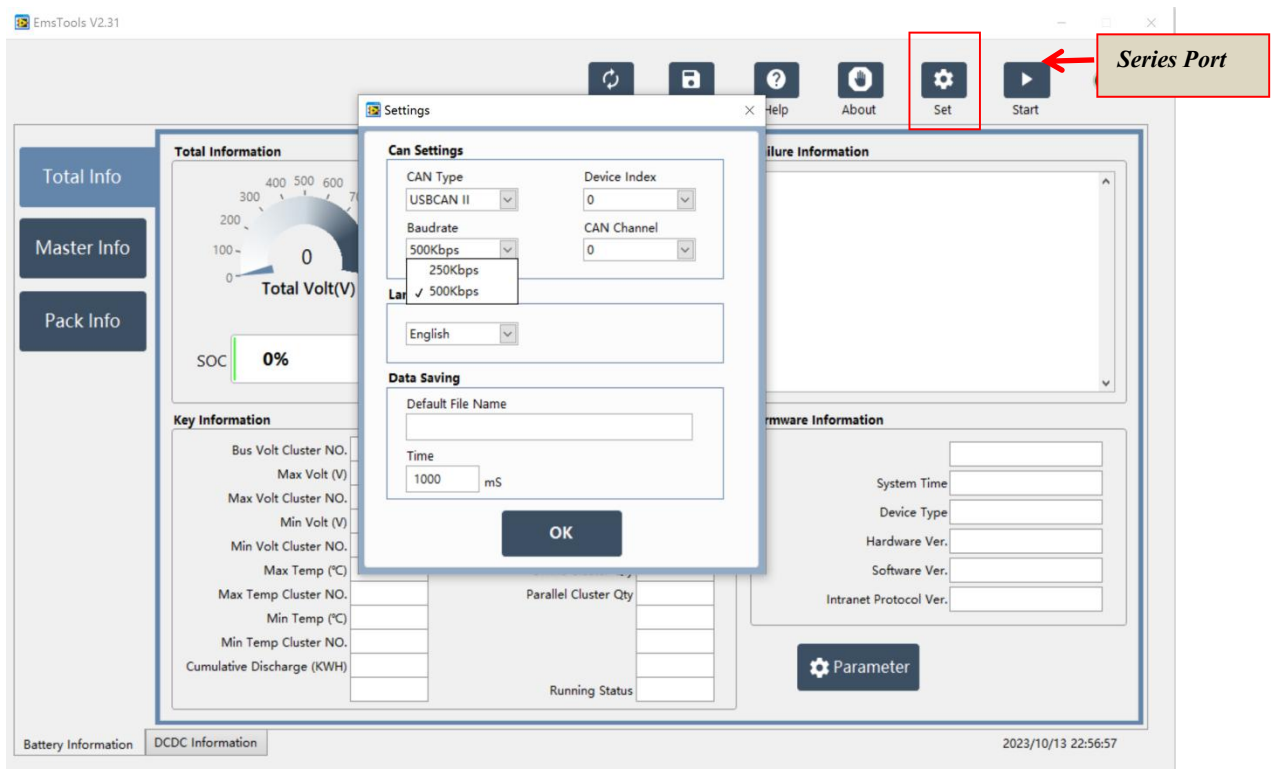 EmsTools V2.31
Series Port
Help
About
Set
Start
Settings
Total Info
Master Info
Pack Info
Total Information
0
100
200
300
400
500
600
0
Total Volt(V)
SOC
0%
Can Settings
CAN Type
Device Index
USBCAN II
0
Baudrate
CAN Channel
500Kbps
0
250Kbps
✓ 500Kbps
English
Data Saving
Default File Name
Time
1000
mS
OK
ilure Information
Key Information
Bus Volt Cluster NO.
Max Volt (V)
Max Volt Cluster NO.
Min Volt (V)
Min Volt Cluster NO.
Max Temp (℃)
Max Temp Cluster NO.
Min Temp (℃)
Min Temp Cluster NO.
Cumulative Discharge (KWH)
Parallel Cluster Qty
Running Status
rmware Information
System Time
Device Type
Hardware Ver.
Software Ver.
Intranet Protocol Ver.
Parameter
Battery Information
DCDC Information
2023/10/13 22:56:57